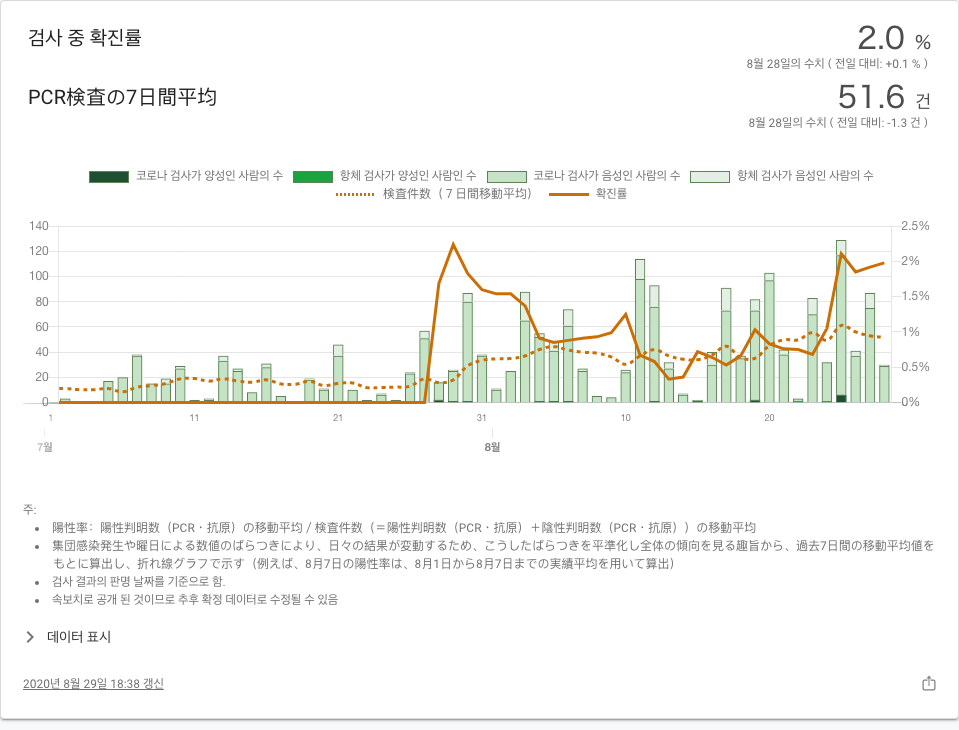 검사 중 확진률
2.0 %
8월 28일의 수치 ( 전일 대비: +0.1 % )
PCR検査の7日間平均
51.6 건
8월 28일의 수치 ( 전일 대비: -1.3 건 )
코로나 검사가 양성인 사람의 수 항체 검사가 양성인 사람인 수 코로나 검사가 음성인 사람의 수 항체 검사가 음성인 사람의 수
検査件数（７日間移動平均） 확진률
140 2.5%
120 2%
100
80 1.5%
60 1%
40 0.5%
20
0 0%
1 11 21 31 10 20
7월 8월
주:
陽性率：陽性判明数（PCR・抗原）の移動平均 / 検査件数（＝陽性判明数（PCR・抗原）＋陰性判明数（PCR・抗原））の移動平均
集団感染発生や曜日による数値のばらつきにより、日々の結果が変動するため、こうしたばらつきを平準化し全体の傾向を見る趣旨から、過去7日間の移動平均値を
もとに算出し、折れ線グラフで示す（例えば、8月7日の陽性率は、8月1日から8月7日までの実績平均を用いて算出）
검사 결과의 판명 날짜를 기준으로 함.
속보치로 공개 된 것이므로 추후 확정 데이터로 수정될 수 있음
데이터 표시
2020년 8월 29일 18:38 갱신